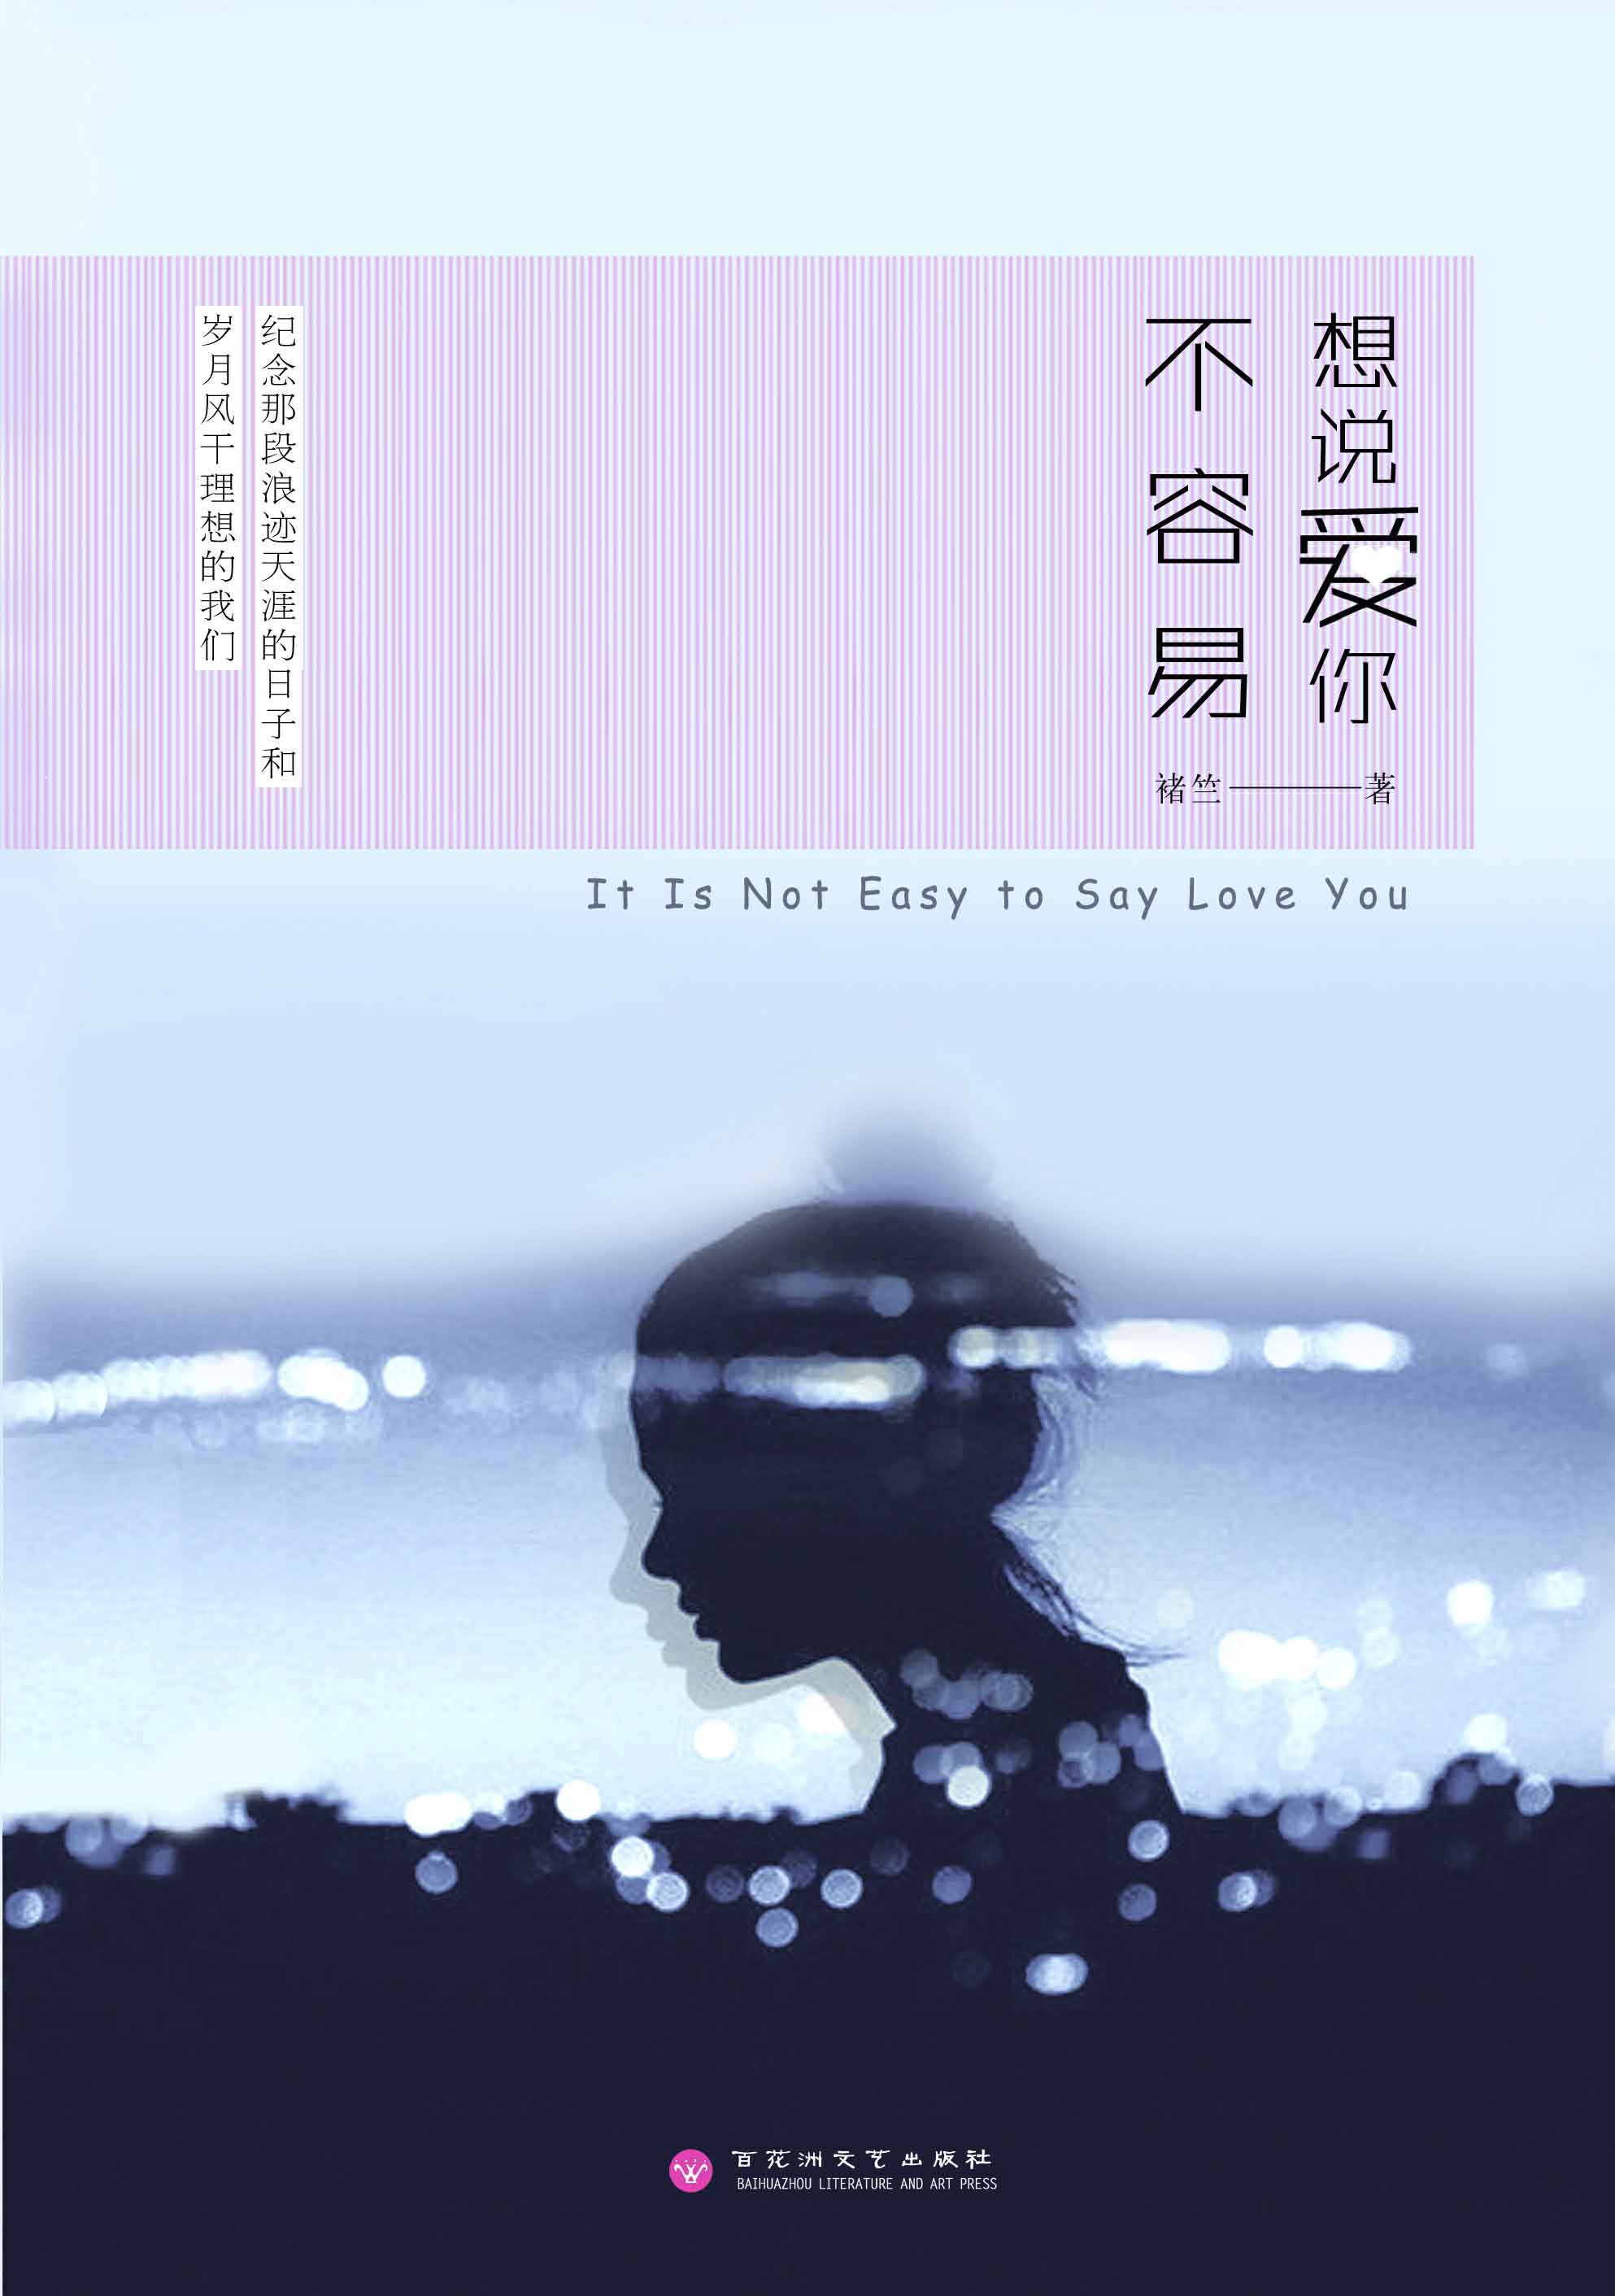 想说爱你
不容易
褚竺————著
纪念那段浪迹天涯的日子和
岁月风干理想的我们
It Is Not Easy to Say Love You
百花洲文艺出版社
BAIHUAZHOU LITERATURE AND ART PRESS